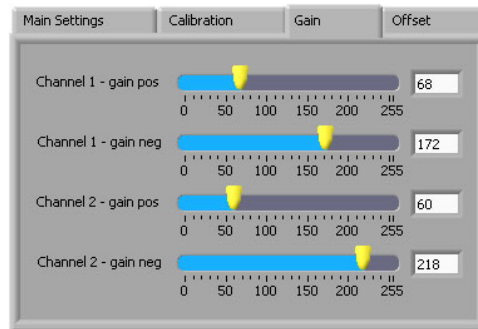 Main Settings Calibration Gain Offset
Channel 1 - gain pos 68
0 50 100 150 200 255
Channel 1 - gain neg 172
0 50 100 150 200 255
Channel 2 - gain pos 60
0 50 100 150 200 255
Channel 2 - gain neg 218
0 50 100 150 200 255